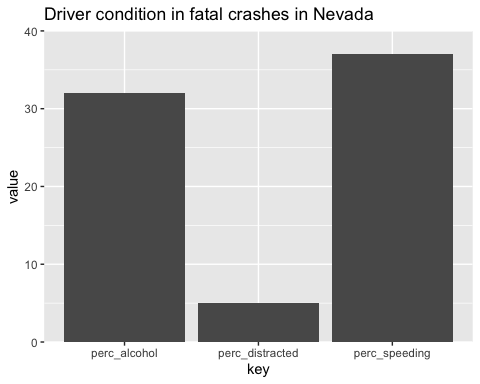 Driver condition in fatal crashes in Nevada
40
30
20
10
0
value
perc_alcohol perc_distracted perc_speeding
key